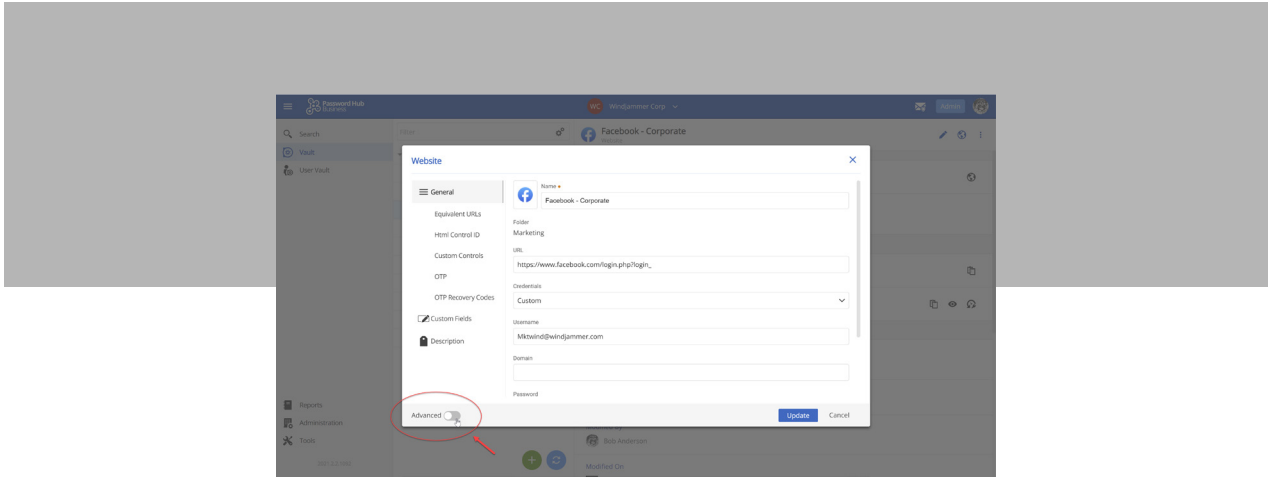 Password Hub
Business
WC Windjammer Corp
Admin
Search
Vault
User Vault
Filter
Facebook - Corporate
Website
Website
General
Equivalent URLs
Html Control ID
Custom Controls
OTP
OTP Recovery Codes
Custom Fields
Description
Name
Facebook - Corporate
Folder
Marketing
URL
https://www.facebook.com/login.php?login_
Credentials
Custom
Username
Mktwind@windjammer.com
Domain
Password
Advanced
Update
Cancel
Reports
Administration
Tools
Bob Anderson
Modified On